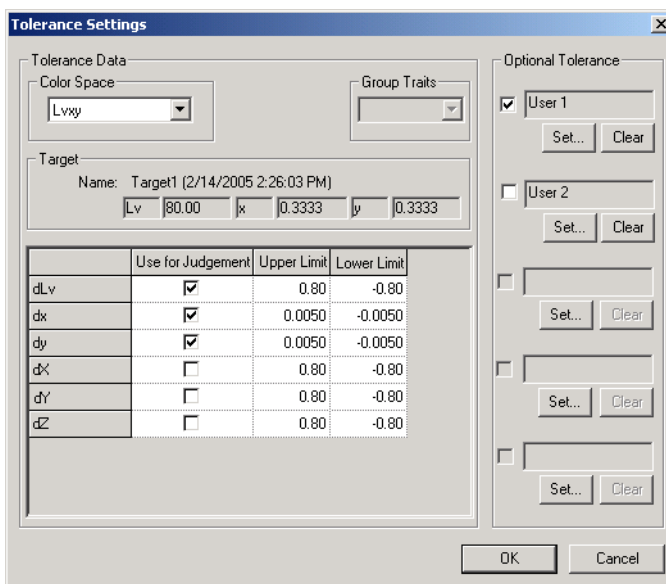 Tolerance Settings
Tolerance Data
Color Space
Lvxy
Group Traits
Target
Name: Target1 (2/14/2005 2:26:03 PM)
Lv 80.00 x 0.3333 y 0.3333
Use for Judgement Upper Limit Lower Limit
dLv 0.80 -0.80
dx 0.0050 -0.0050
dy 0.0050 -0.0050
dX 0.80 -0.80
dY 0.80 -0.80
dZ 0.80 -0.80
Optional Tolerance
User 1
Set... Clear
User 2
Set... Clear
Set... Clear
Set... Clear
Set... Clear
OK Cancel